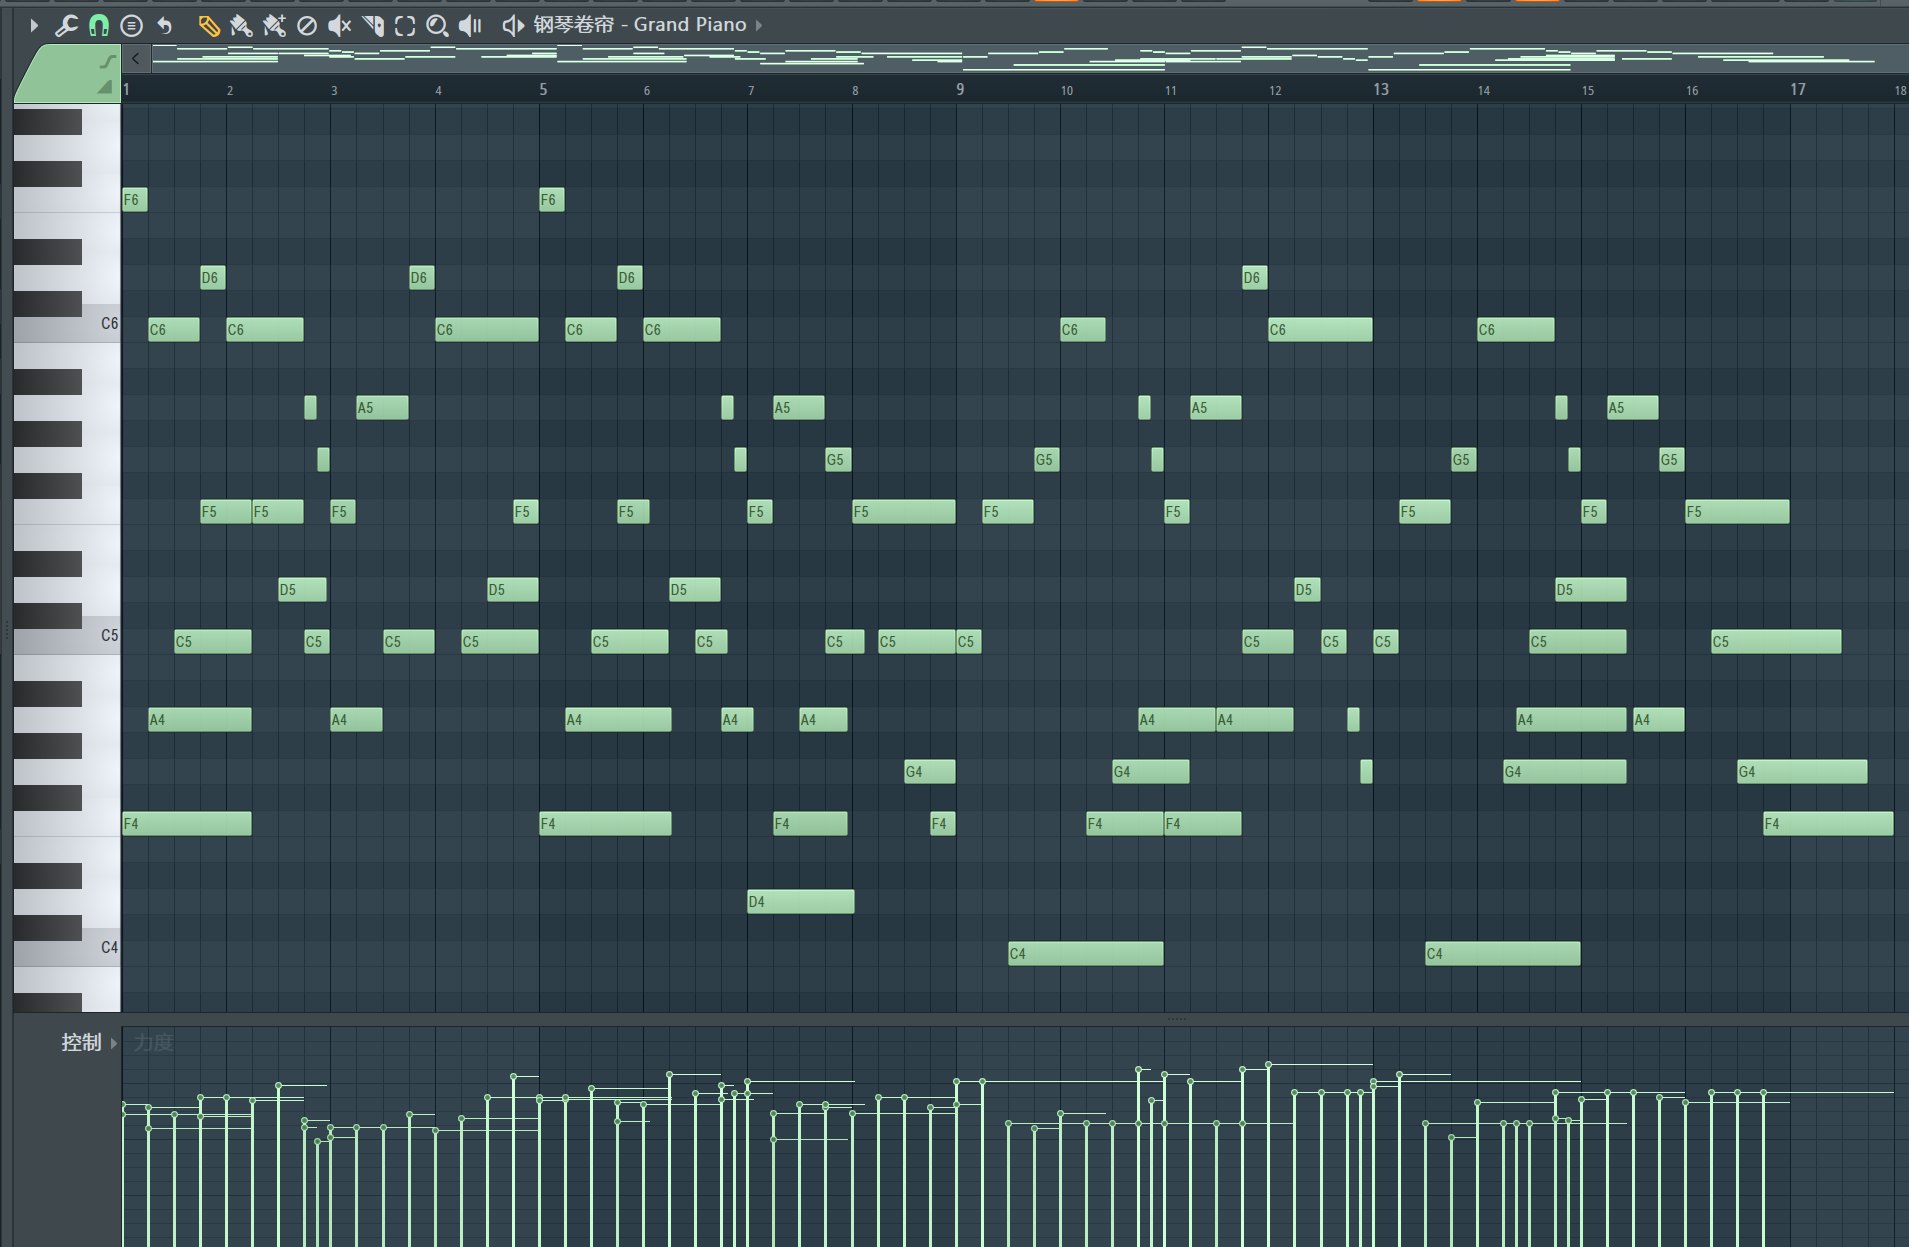 钢琴卷帘 - Grand Piano
1 2 3 4 5 6 7 8 9 10 11 12 13 14 15 16 17 18
F6 F6
D6 D6 D6 D6
C6 C6 C6 C6 C6 C6 C6 C6 C6
A5 A5 A5 A5
G5 G5 G5 G5
F5 F5 F5 F5 F5 F5 F5 F5 F5 F5 F5 F5
D5 D5 D5 D5 D5
C5 C5 C5 C5 C5 C5 C5 C5 C5 C5 C5 C5 C5 C5 C5
A4 A4 A4 A4 A4 A4 A4 A4 A4
G4 G4 G4 G4
F4 F4 F4 F4 F4 F4 F4
D4
C4 C4 C4
控制 力度